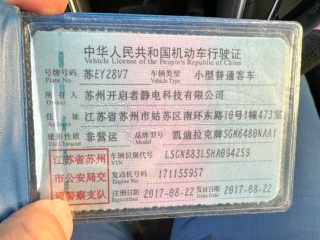 中华人民共和国机动车行驶证
Vehicle License of the People's Republic of China
号牌号码 苏EY28V7 车辆类型 小型普通客车
Plate No. Vehicle Type
所有人 苏州开启者静电科技有限公司
Owner
住址 江苏省苏州市姑苏区南环东路10号1幢473室
Address
使用性质 非营运 品牌型号 凯迪拉克牌SGM6480NAA1
Use Character Model
江苏省苏州 车辆识别代号 LSGNB83L5HA094259
VIN
市公安局交 发动机号码 171155957
Engine No.
通警察支队 注册日期 2017-08-22 发证日期 2017-08-22
Register Date Issue Date